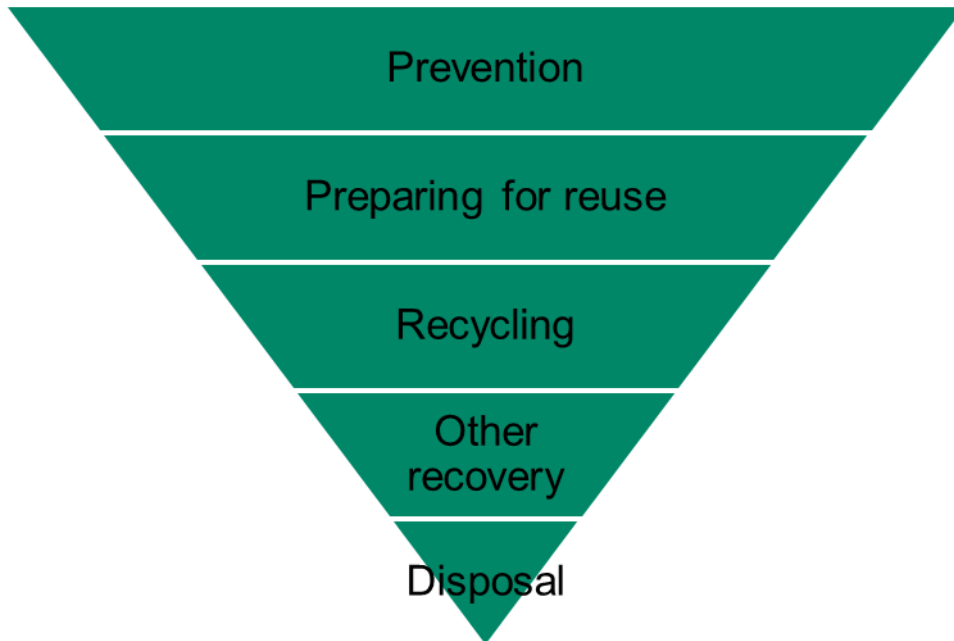 Prevention
Preparing for reuse
Recycling
Other
recovery
Disposal